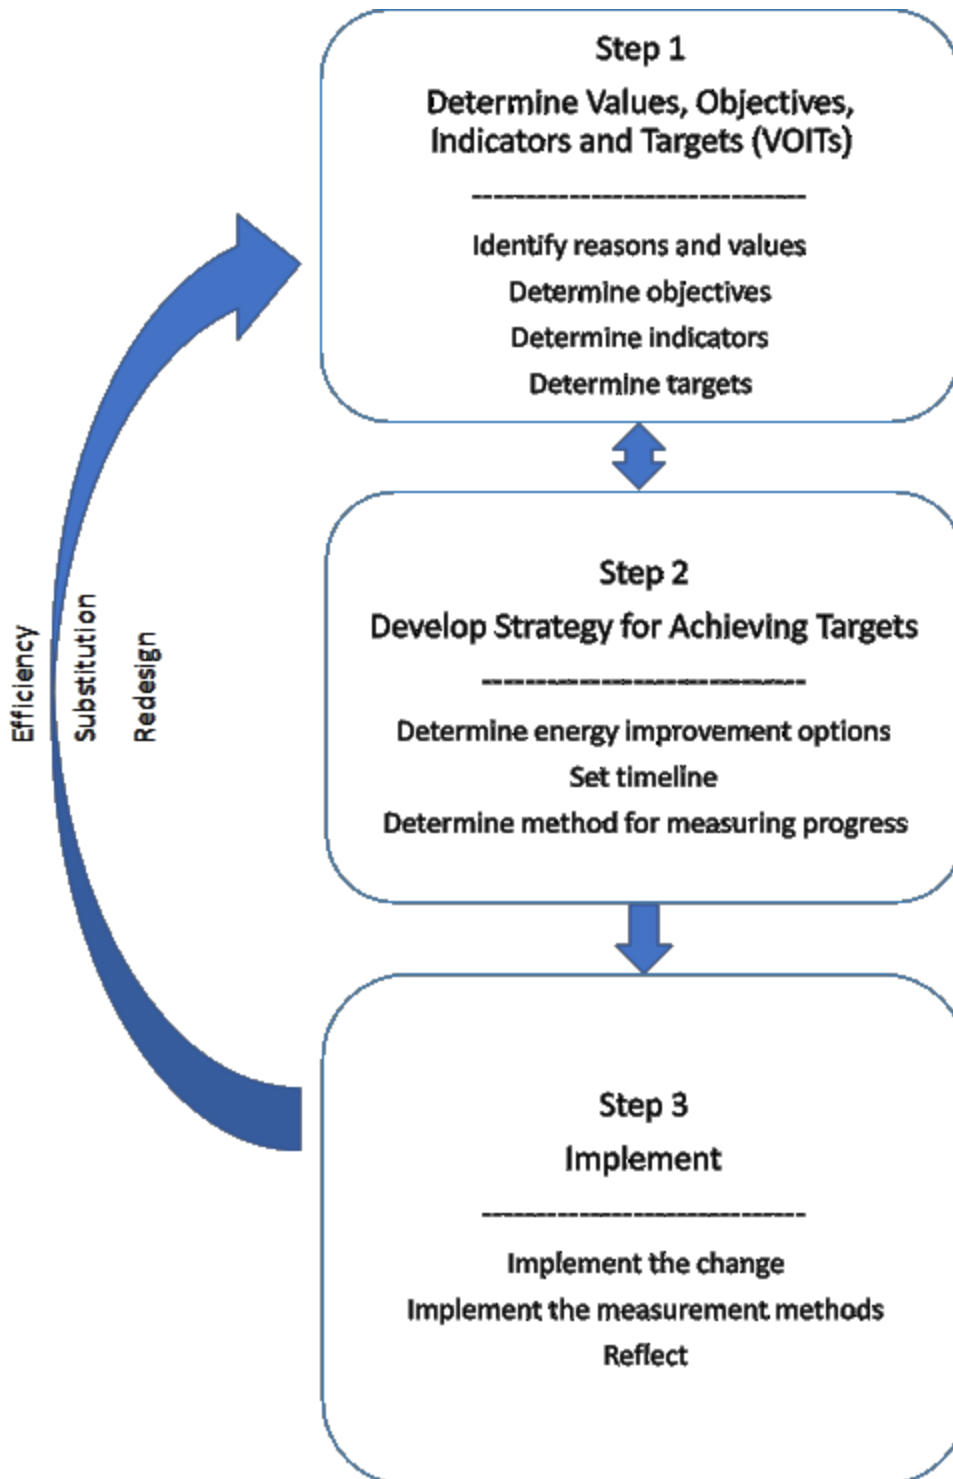 Step 1
Determine Values, Objectives,
Indicators and Targets (VOITs)
------------------------------
Identify reasons and values
Determine objectives
Determine indicators
Determine targets
Efficiency
Substitution
Redesign
Step 2
Develop Strategy for Achieving Targets
------------------------------
Determine energy improvement options
Set timeline
Determine method for measuring progress
Step 3
Implement
------------------------------
Implement the change
Implement the measurement methods
Reflect